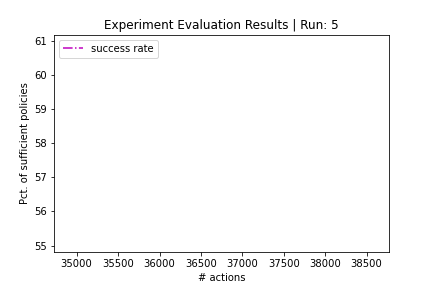 Experiment Evaluation Results | Run: 5
success rate
Pct. of sufficient policies
61
60
59
58
57
56
55
35000 35500 36000 36500 37000 37500 38000 38500
# actions